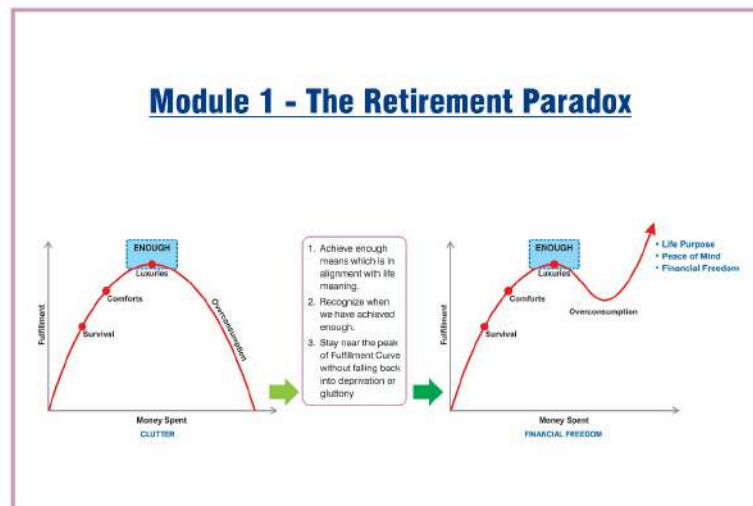 Module 1 - The Retirement Paradox
ENOUGH
Luxuries
Comforts
Survival
Overconsumption
Fulfillment
Money Spent
CLUTTER
1. Achieve enough
means which is in
alignment with life
meaning.
2. Recognize when
we have achieved
enough.
3. Stay near the peak
of Fulfillment Curve
without falling back
into deprivation or
gluttony
ENOUGH
Luxuries
Comforts
Survival
Overconsumption
Fulfillment
Money Spent
FINANCIAL FREEDOM
• Life Purpose
• Peace of Mind
• Financial Freedom